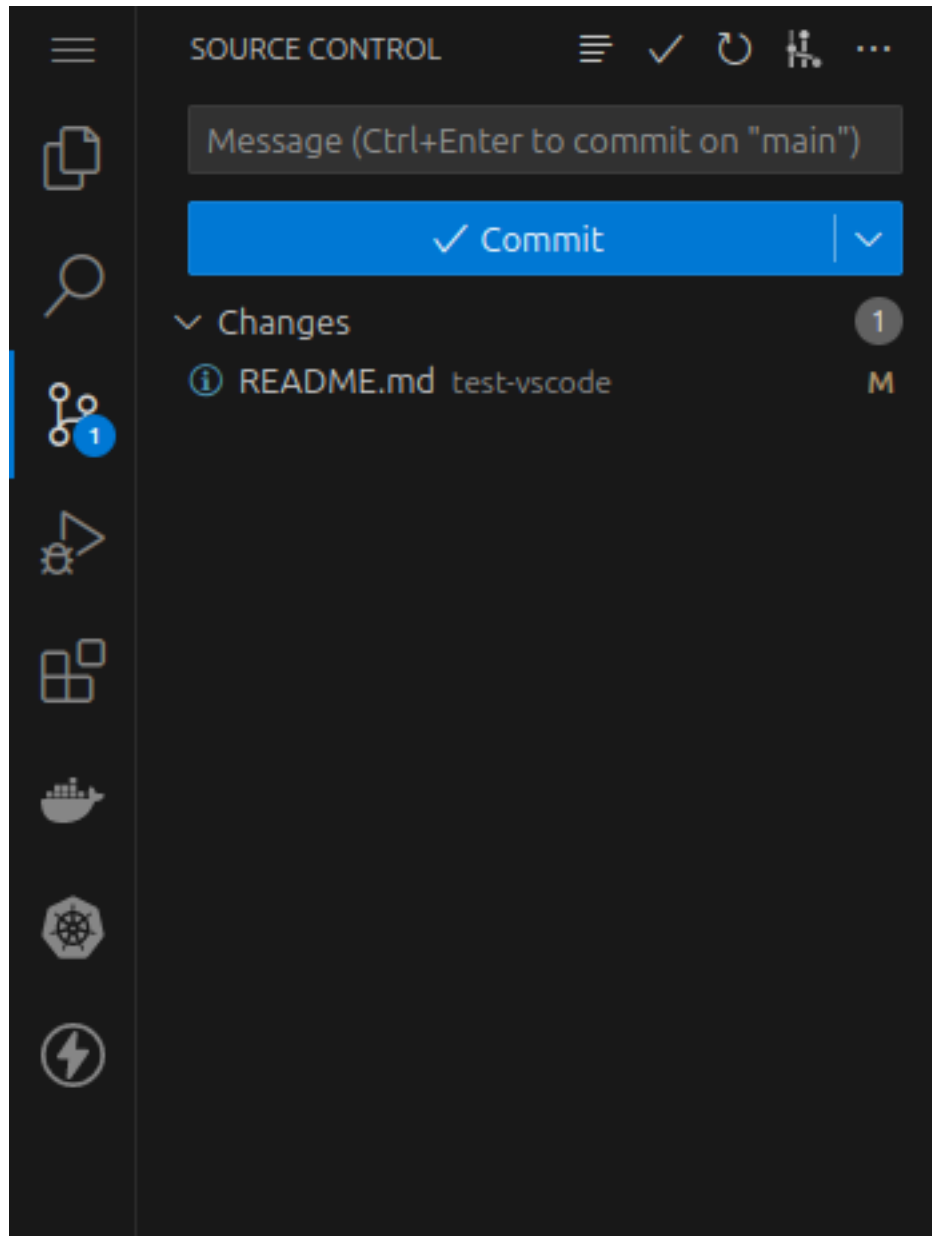 SOURCE CONTROL
Message (Ctrl+Enter to commit on "main")
Commit
Changes 1
README.md test-vscode M
1